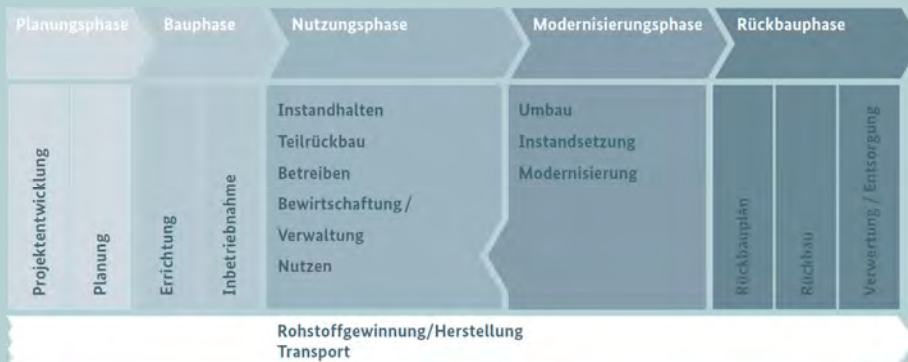 Planungsphase
Bauphase
Nutzungsphase
Modernisierungsphase
Rückbauphase
Projektentwicklung
Planung
Errichtung
Inbetriebnahme
Instandhalten
Teilrückbau
Betreiben
Bewirtschaftung/
Verwaltung
Nutzen
Umbau
Instandsetzung
Modernisierung
Rückbauplan
Rückbau
Verwertung / Entsorgung
Rohstoffgewinnung/Herstellung
Transport